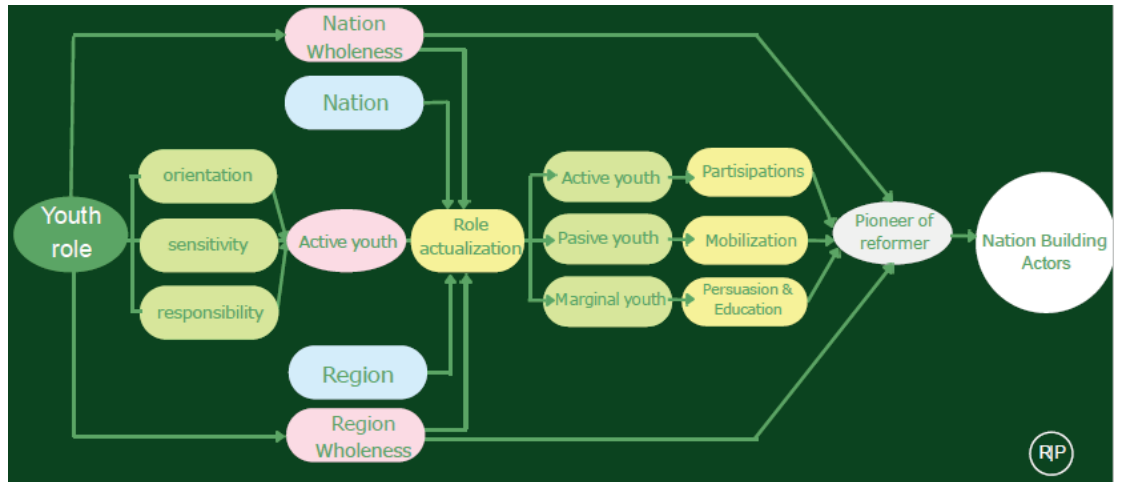 Nation
Wholeness
Nation
orientation
Youth
role
sensitivity
responsibility
Active youth
Role
actualization
Active youth
Partisipations
Pasive youth
Mobilization
Marginal youth
Persuasion &
Education
Pioneer of
reformer
Nation Building
Actors
Region
Region
Wholeness
R|P